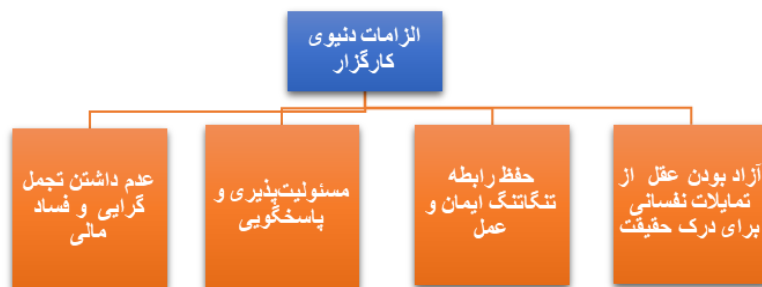 الزامات دنیوی
کارگزار
آزاد بودن عقل از
تمایلات نفسانی
برای درک حقیقت
حفظ رابطه
تنگاتنگ ایمان و
عمل
مسئولیت‌پذیری و
پاسخگویی
عدم داشتن تجمل
گرایی و فساد
مالی